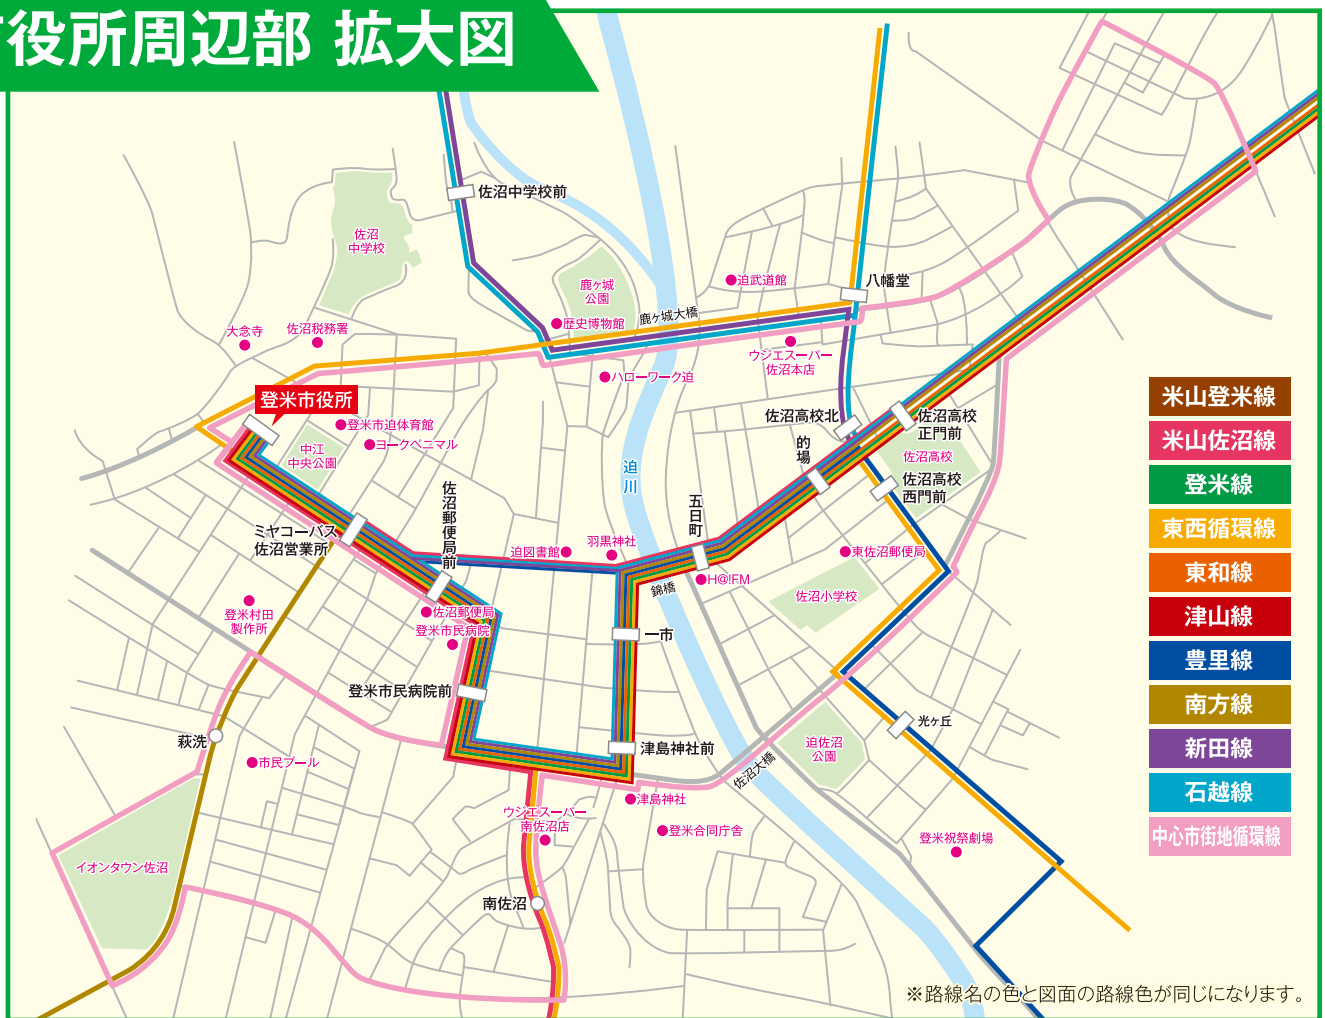 役所周辺部 拡大図
佐沼中学校前
佐沼
中学校
鹿ヶ城
公園
迫武道館
八幡堂
歴史博物館
鹿ヶ城大橋
大念寺
佐沼税務署
ウジエスーパー
佐沼本店
ハローワーク迫
登米市役所
登米市迫体育館
ヨークベニマル
中江
中央公園
佐沼高校北
佐沼高校
正門前
的場
佐沼高校
佐沼高校
西門前
迫川
佐沼郵便局前
五日町
ミヤコーバス
佐沼営業所
迫図書館
羽黒神社
東佐沼郵便局
H@!FM
錦橋
佐沼小学校
登米村田
製作所
佐沼郵便局
登米市民病院
一市
登米市民病院前
萩洗
津島神社前
光ヶ丘
迫佐沼
公園
市民プール
佐沼大橋
津島神社
ウジエスーパー
南佐沼店
登米合同庁舎
登米祝祭劇場
イオンタウン佐沼
南佐沼
米山登米線
米山佐沼線
登米線
東西循環線
東和線
津山線
豊里線
南方線
新田線
石越線
中心市街地循環線
※路線名の色と図面の路線色が同じになります。